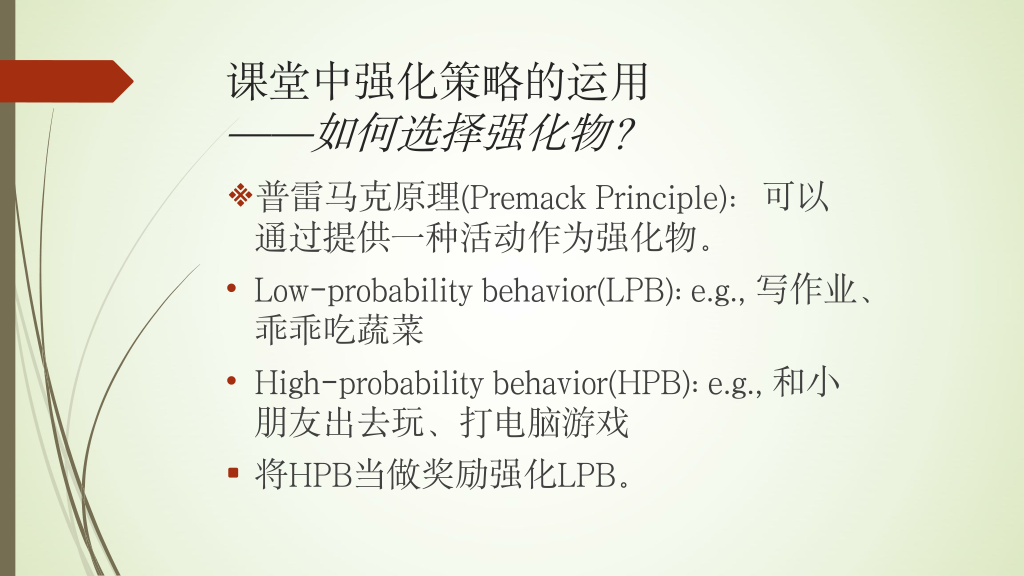 课堂中强化策略的运用
——如何选择强化物？
❖普雷马克原理(Premack Principle)： 可以
通过提供一种活动作为强化物。
• Low-probability behavior(LPB): e.g., 写作业、
乖乖吃蔬菜
• High-probability behavior(HPB): e.g., 和小
朋友出去玩、打电脑游戏
▪ 将HPB当做奖励强化LPB。